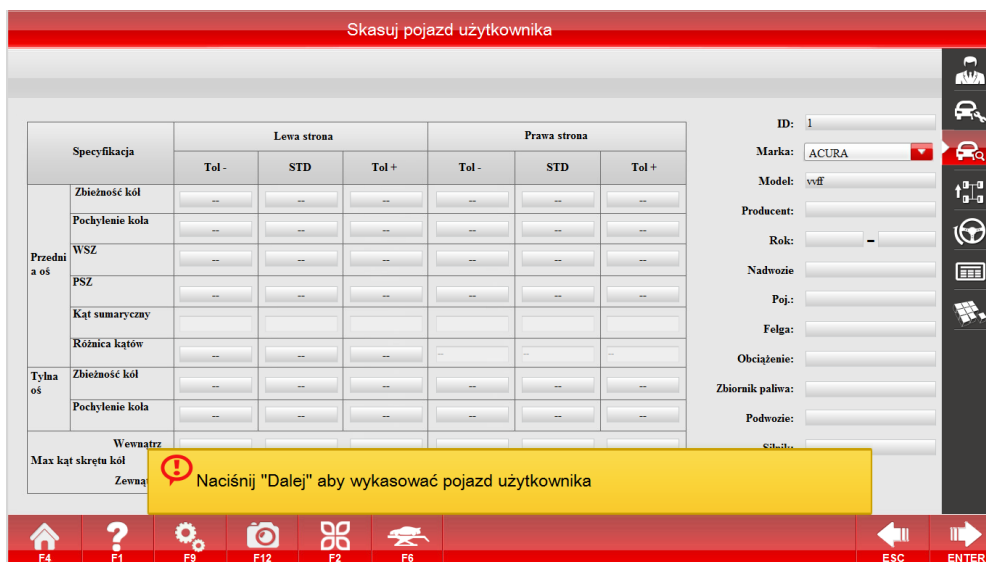 Skasuj pojazd użytkownika
Specyfikacja
Lewa strona
Prawa strona
Tol - STD Tol + Tol - STD Tol +
Przedni
a oś
Zbieżność kół -- -- -- -- -- --
Pochylenie koła -- -- -- -- -- --
WSZ -- -- -- -- -- --
PSZ -- -- -- -- -- --
Kąt sumaryczny
Różnica kątów -- -- -- -- -- --
Tylna
oś
Zbieżność kół -- -- -- -- -- --
Pochylenie koła -- -- -- -- -- --
Max kąt skrętu kół
Wewnątrz
ID: 1
Marka: ACURA
Model: vvff
Producent:
Rok: –
Nadwozie
Poj.:
Felga:
Obciążenie:
Zbiornik paliwa:
Podwozie:
Naciśnij "Dalej" aby wykasować pojazd użytkownika
F4 F1 F9 F12 F2 F6 ESC ENTER